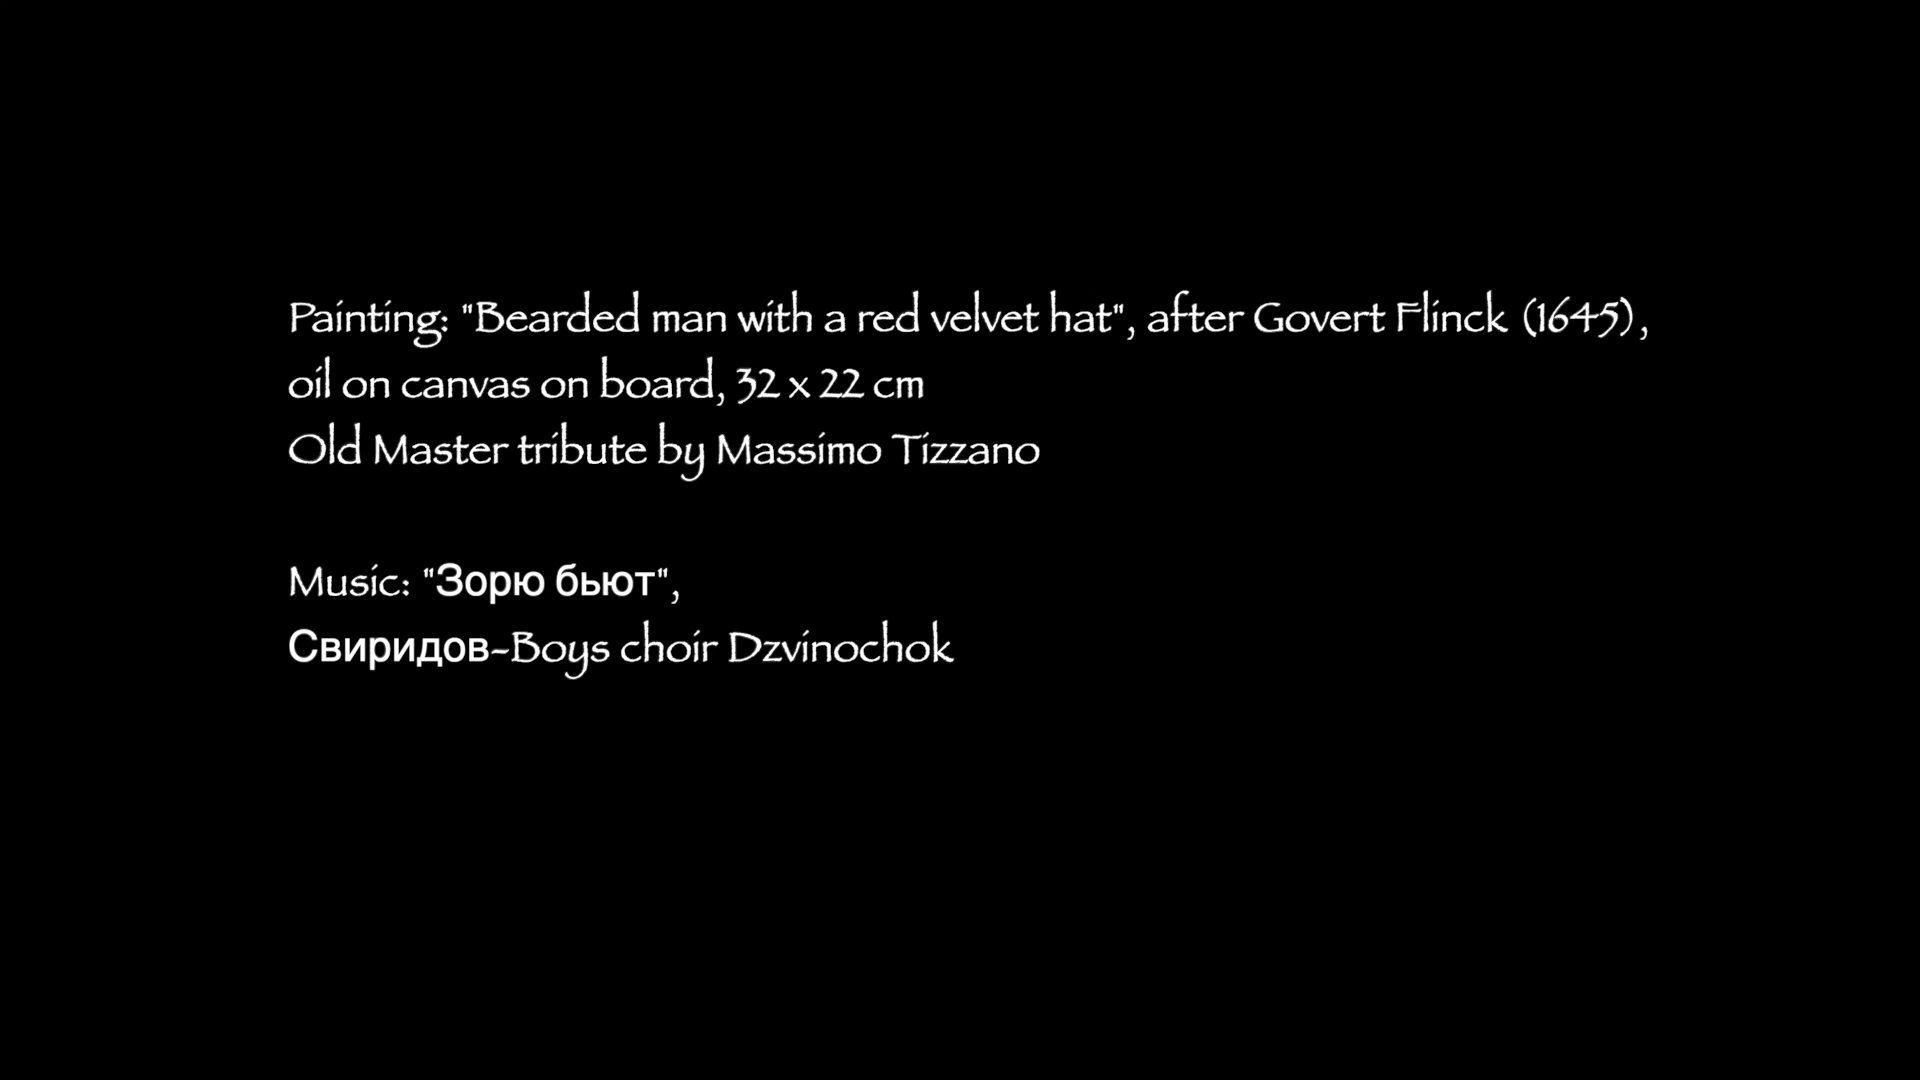 Painting: "Bearded man with a red velvet hat", after Govert Flinck (1645),
oil on canvas on board, 32 x 22 cm
Old Master tribute by Massimo Tizzano
Music: "Зорю бьют",
Свиридов-Boys choir Dzvinochok